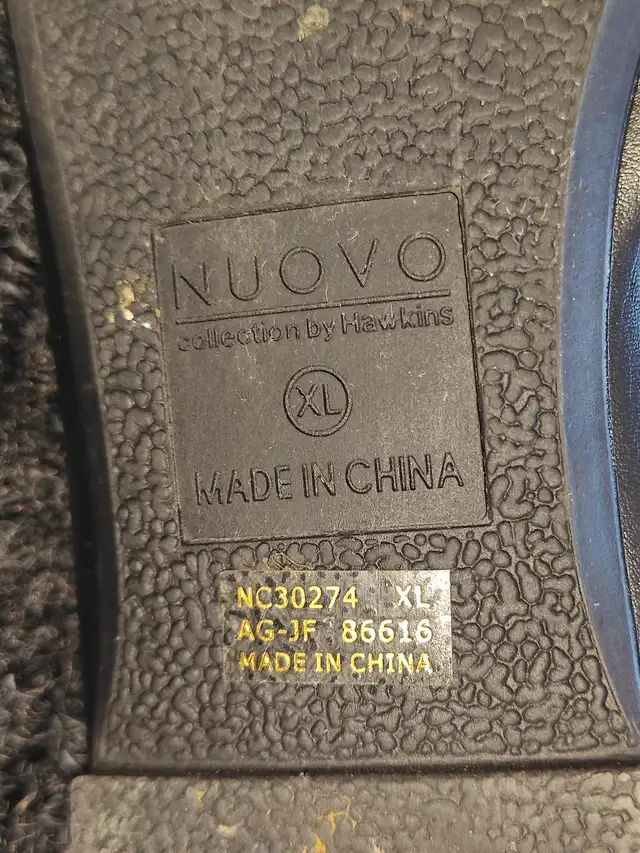 NUOVO
collection by Hawkins
XL
MADE IN CHINA
NC30274 XL
AG-JF 86616
MADE IN CHINA